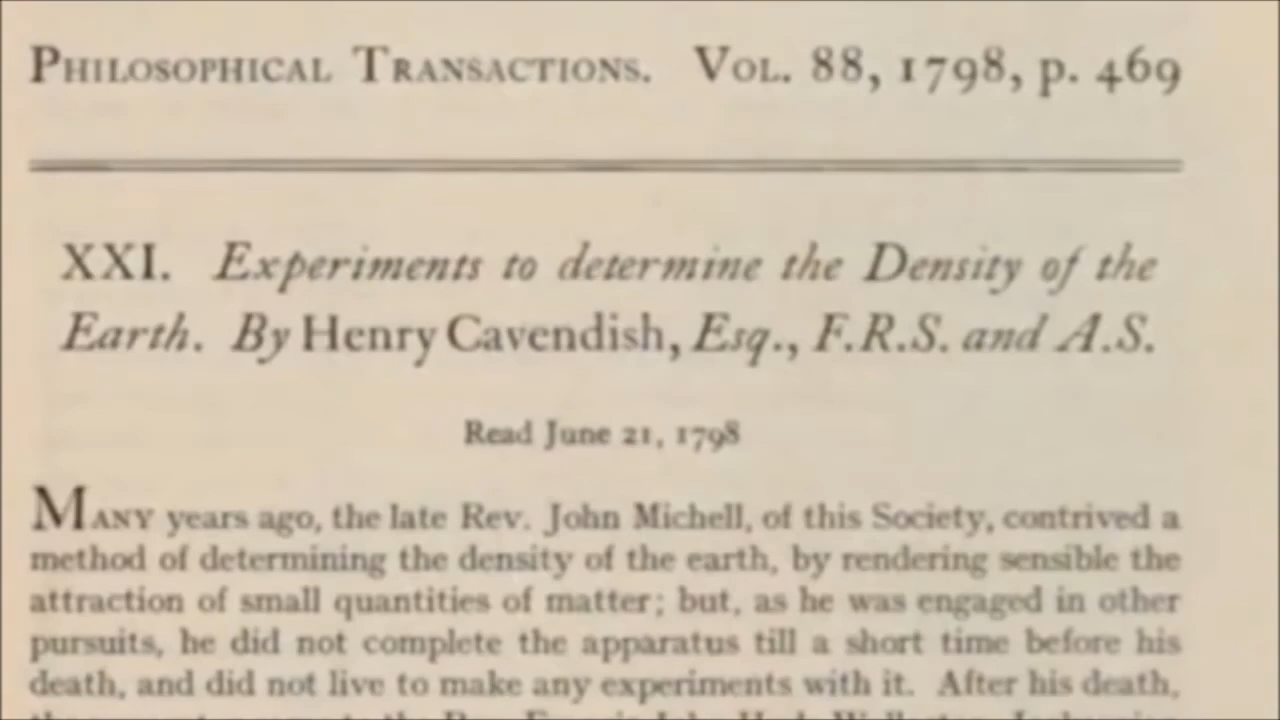 PHILOSOPHICAL TRANSACTIONS. VOL. 88, 1798, p. 469
XXI. Experiments to determine the Density of the
Earth. By Henry Cavendish, Esq., F.R.S. and A.S.
Read June 21, 1798
MANY years ago, the late Rev. John Michell, of this Society, contrived a
method of determining the density of the earth, by rendering sensible the
attraction of small quantities of matter; but, as he was engaged in other
pursuits, he did not complete the apparatus till a short time before his
death, and did not live to make any experiments with it. After his death,